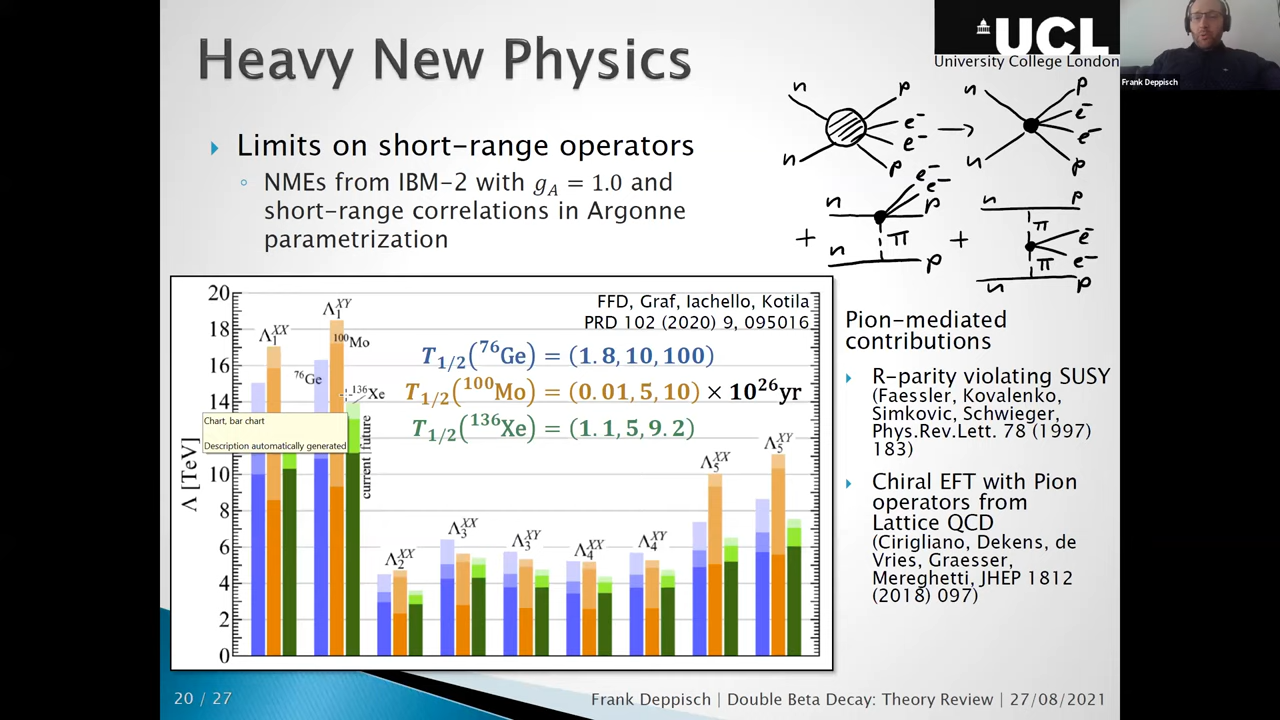 Heavy New Physics
UCL
University College London
Frank Deppisch
Limits on short-range operators
NMEs from IBM-2 with g_A = 1.0 and
short-range correlations in Argonne
parametrization
n p e⁻ e⁻ n p
n p e⁻ e⁻ n p
+ n e⁻ e⁻ p π n p
+ n p π e⁻ e⁻ π n p
FFD, Graf, Iachello, Kotila
PRD 102 (2020) 9, 095016
T₁/₂(⁷⁶Ge) = (1.8, 10, 100)
T₁/₂(¹⁰⁰Mo) = (0.01, 5, 10) × 10²⁶yr
T₁/₂(¹³⁶Xe) = (1.1, 5, 9.2)
Λ [TeV]
20
18
16
14
10
8
6
4
2
0
Λ₁^XX
Λ₁^XY
¹⁰⁰Mo
⁷⁶Ge
¹³⁶Xe
current
future
Chart, bar chart
Description automatically generated
Λ₂^XX
Λ₃^XX
Λ₃^XY
Λ₄^XX
Λ₄^XY
Λ₅^XX
Λ₅^XY
Pion-mediated
contributions
R-parity violating SUSY
(Faessler, Kovalenko,
Simkovic, Schwieger,
Phys.Rev.Lett. 78 (1997)
183)
Chiral EFT with Pion
operators from
Lattice QCD
(Cirigliano, Dekens, de
Vries, Graesser,
Mereghetti, JHEP 1812
(2018) 097)
20 / 27
Frank Deppisch | Double Beta Decay: Theory Review | 27/08/2021